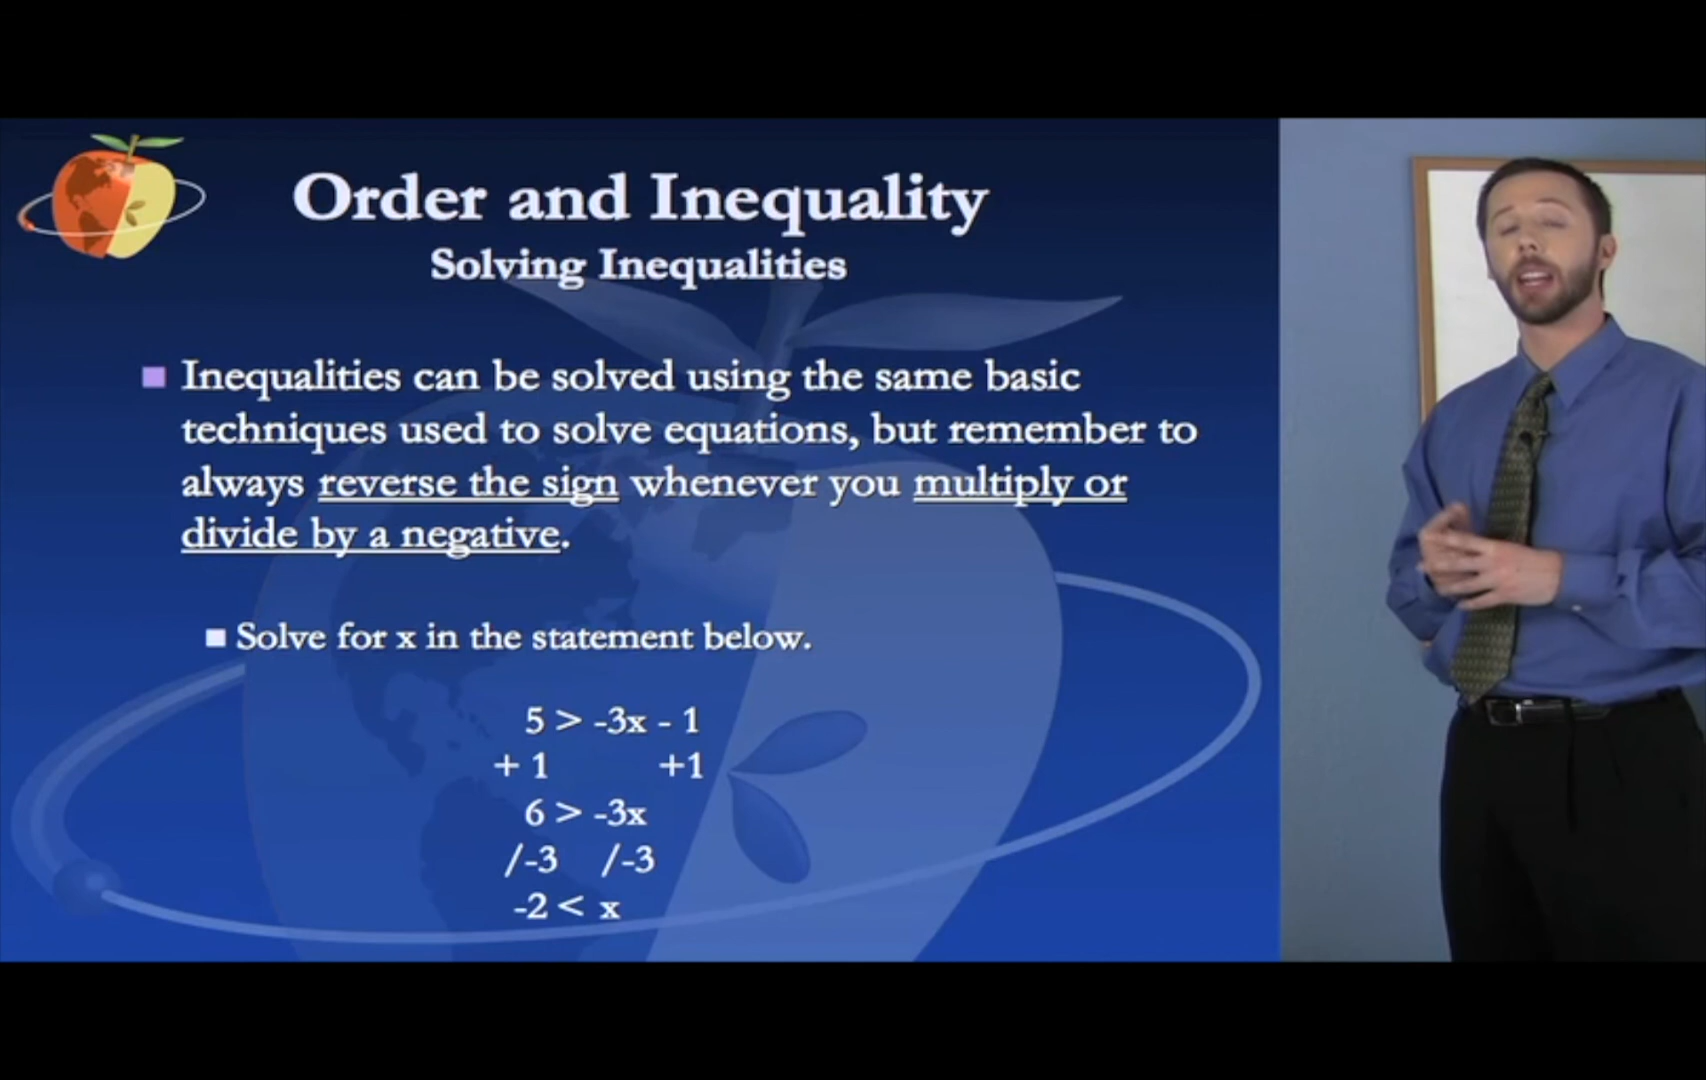 Order and Inequality
Solving Inequalities
Inequalities can be solved using the same basic
techniques used to solve equations, but remember to
always reverse the sign whenever you multiply or
divide by a negative.
Solve for x in the statement below.
5 > -3x - 1
+ 1 +1
6 > -3x
/-3 /-3
-2 < x